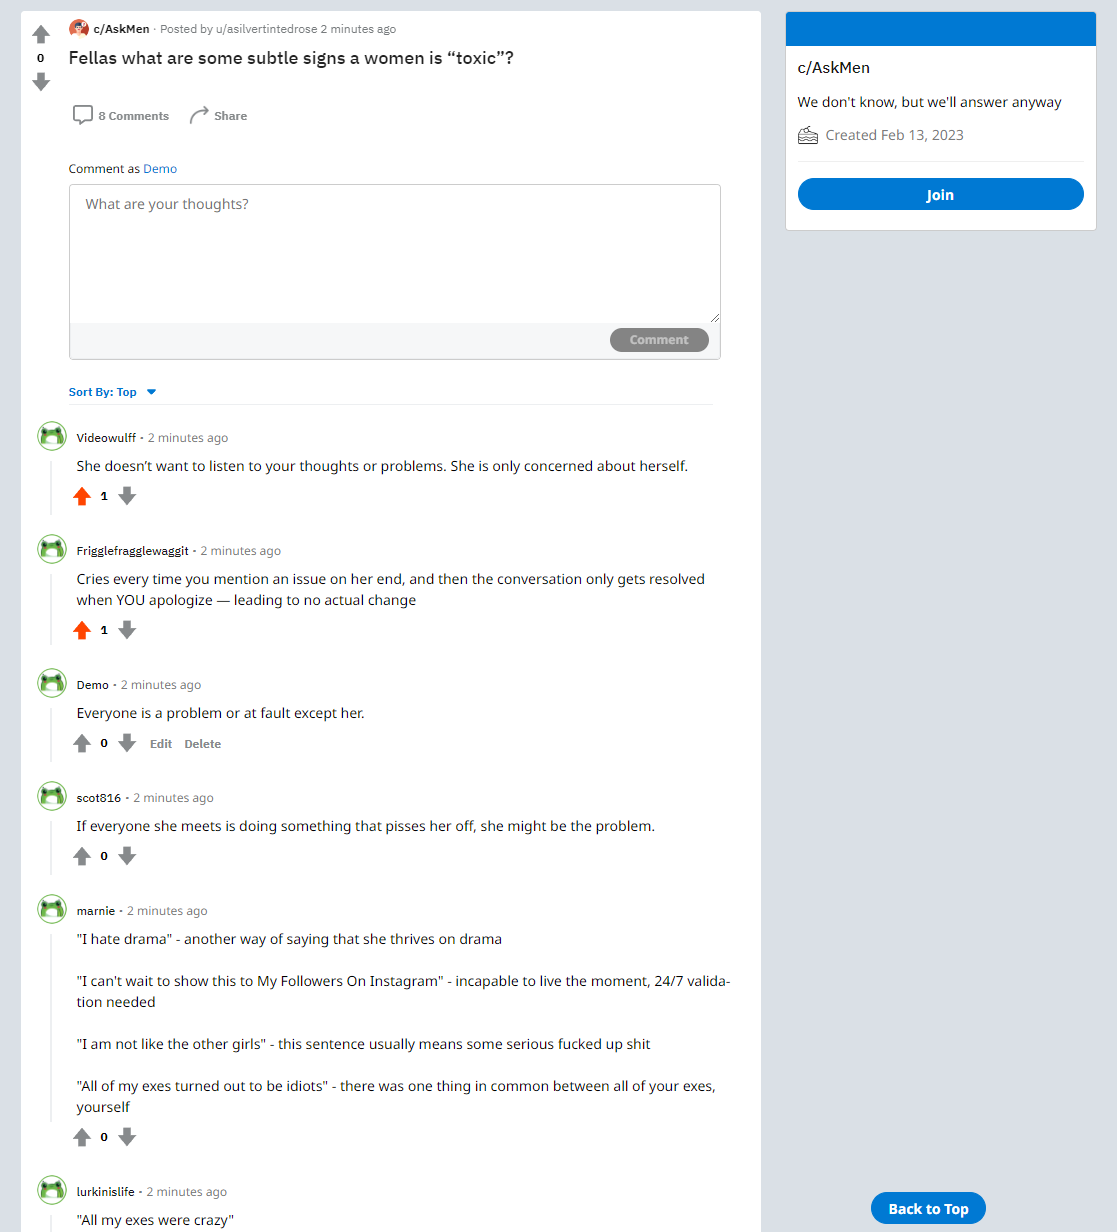 c/AskMen · Posted by u/asilvertintedrose 2 minutes ago
0
Fellas what are some subtle signs a women is “toxic”?
8 Comments Share
Comment as Demo
What are your thoughts?
Comment
Sort By: Top
Videowulff · 2 minutes ago
She doesn’t want to listen to your thoughts or problems. She is only concerned about herself.
1
Frigglefragglewaggit · 2 minutes ago
Cries every time you mention an issue on her end, and then the conversation only gets resolved
when YOU apologize — leading to no actual change
1
Demo · 2 minutes ago
Everyone is a problem or at fault except her.
0 Edit Delete
scot816 · 2 minutes ago
If everyone she meets is doing something that pisses her off, she might be the problem.
0
marnie · 2 minutes ago
"I hate drama" - another way of saying that she thrives on drama
"I can't wait to show this to My Followers On Instagram" - incapable to live the moment, 24/7 valida-
tion needed
"I am not like the other girls" - this sentence usually means some serious fucked up shit
"All of my exes turned out to be idiots" - there was one thing in common between all of your exes,
yourself
0
lurkinislife · 2 minutes ago
"All my exes were crazy"
c/AskMen
We don't know, but we'll answer anyway
Created Feb 13, 2023
Join
Back to Top